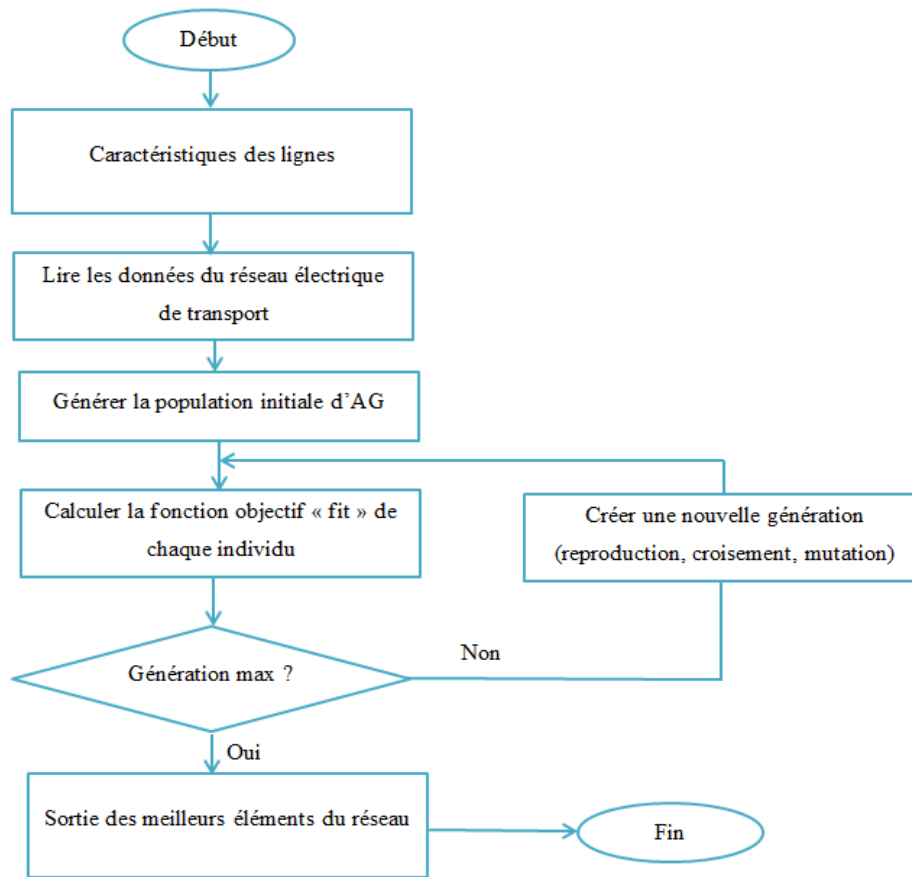 Début
Caractéristiques des lignes
Lire les données du réseau électrique
de transport
Générer la population initiale d’AG
Calculer la fonction objectif « fit » de
chaque individu
Créer une nouvelle génération
(reproduction, croisement, mutation)
Génération max ?
Non
Oui
Sortie des meilleurs éléments du réseau
Fin